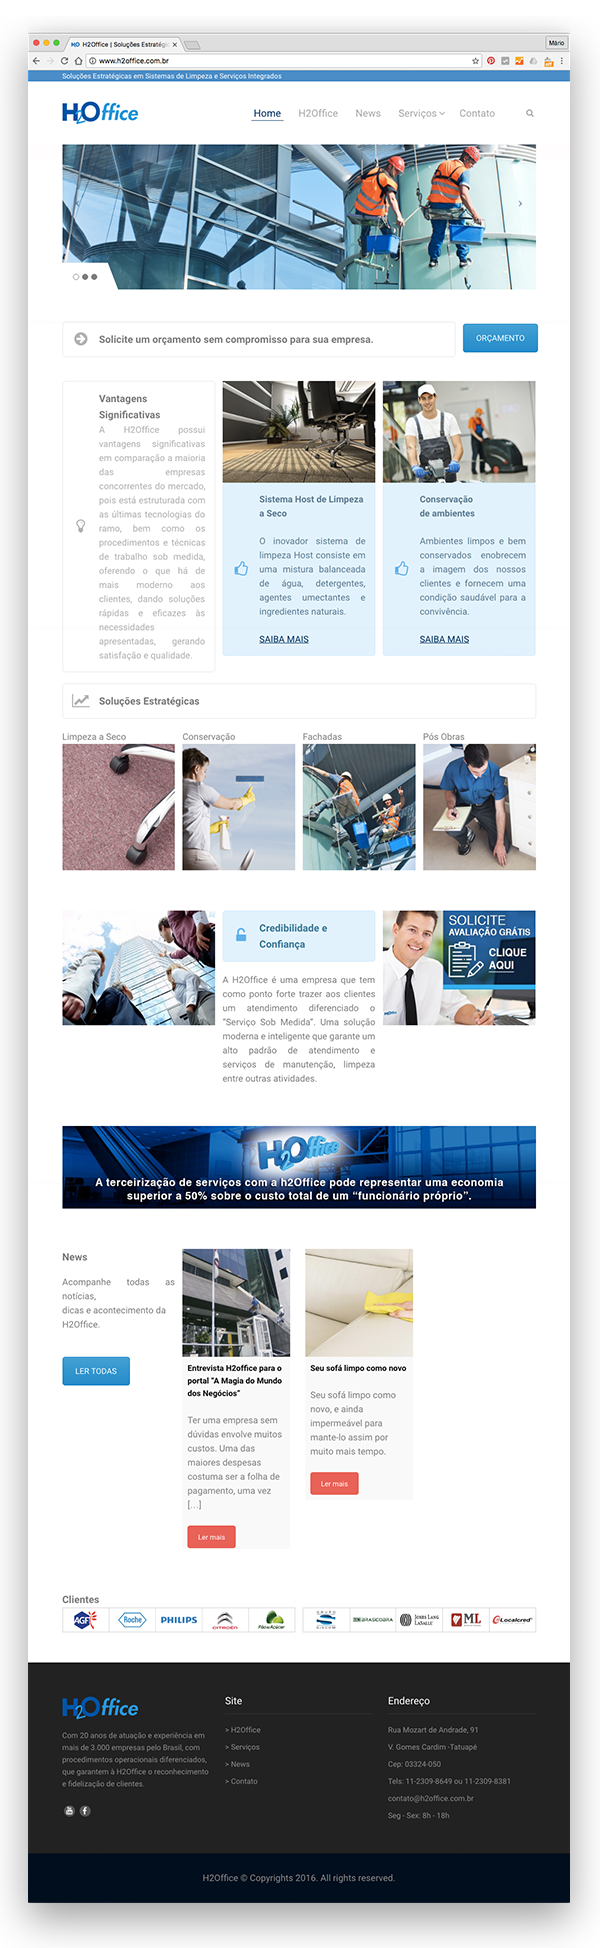 H2Office | Soluções Estratégic
Mário
www.h2office.com.br
Soluções Estratégicas em Sistemas de Limpeza e Serviços Integrados
H2Office
Home
H2Office
News
Serviços
Contato
Solicite um orçamento sem compromisso para sua empresa.
ORÇAMENTO
Vantagens
Significativas
A H2Office possui
vantagens significativas
em comparação a maioria
das empresas
concorrentes do mercado,
pois está estruturada com
as últimas tecnologias do
ramo, bem como os
procedimentos e técnicas
de trabalho sob medida,
oferendo o que há de
mais moderno aos
clientes, dando soluções
rápidas e eficazes às
necessidades
apresentadas, gerando
satisfação e qualidade.
Sistema Host de Limpeza
a Seco
O inovador sistema de
limpeza Host consiste em
uma mistura balanceada
de água, detergentes,
agentes umectantes e
ingredientes naturais.
SAIBA MAIS
Conservação
de ambientes
Ambientes limpos e bem
conservados enobrecem
a imagem dos nossos
clientes e fornecem uma
condição saudável para a
convivência.
SAIBA MAIS
Soluções Estratégicas
Limpeza a Seco
Conservação
Fachadas
Pós Obras
Credibilidade e
Confiança
A H2Office é uma empresa que tem
como ponto forte trazer aos clientes
um atendimento diferenciado o
“Serviço Sob Medida”. Uma solução
moderna e inteligente que garante um
alto padrão de atendimento e
serviços de manutenção, limpeza
entre outras atividades.
SOLICITE
AVALIAÇÃO GRÁTIS
CLIQUE
AQUI
H2Office
A terceirização de serviços com a h2Office pode representar uma economia
superior a 50% sobre o custo total de um “funcionário próprio”.
News
Acompanhe todas as
notícias,
dicas e acontecimento da
H2Office.
LER TODAS
Entrevista H2office para o
portal “A Magia do Mundo
dos Negócios”
Ter uma empresa sem
dúvidas envolve muitos
custos. Uma das
maiores despesas
costuma ser a folha de
pagamento, uma vez
[…]
Ler mais
Seu sofá limpo como novo
Seu sofá limpo como
novo, e ainda
impermeável para
mante-lo assim por
muito mais tempo.
Ler mais
Clientes
AGF
Roche
PHILIPS
CITROËN
Pão de Açúcar
GRUPO
SISCOM
BRASCOBRA
JONES LANG
LASALLE
ML
Localcred
H2Office
Com 20 anos de atuação e experiência em
mais de 3.000 empresas pelo Brasil, com
procedimentos operacionais diferenciados,
que garantem à H2Office o reconhecimento
e fidelização de clientes.
Site
> H2Office
> Serviços
> News
> Contato
Endereço
Rua Mozart de Andrade, 91
V. Gomes Cardim -Tatuapé
Cep: 03324-050
Tels: 11-2309-8649 ou 11-2309-8381
contato@h2office.com.br
Seg - Sex: 8h - 18h
H2Office © Copyrights 2016. All rights reserved.